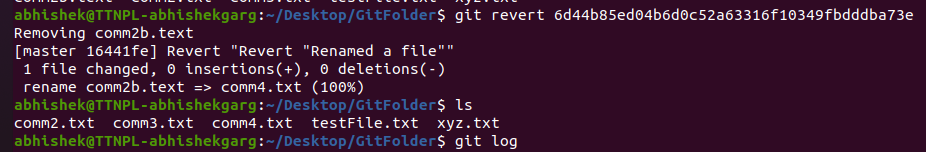 abhishek@TTNPL-abhishekgarg:~/Desktop/GitFolder$ git revert 6d44b85ed04b6d0c52a63316f10349fbdddba73e
Removing comm2b.text
[master 16441fe] Revert "Revert "Renamed a file""
1 file changed, 0 insertions(+), 0 deletions(-)
rename comm2b.text => comm4.txt (100%)
abhishek@TTNPL-abhishekgarg:~/Desktop/GitFolder$ ls
comm2.txt comm3.txt comm4.txt testFile.txt xyz.txt
abhishek@TTNPL-abhishekgarg:~/Desktop/GitFolder$ git log